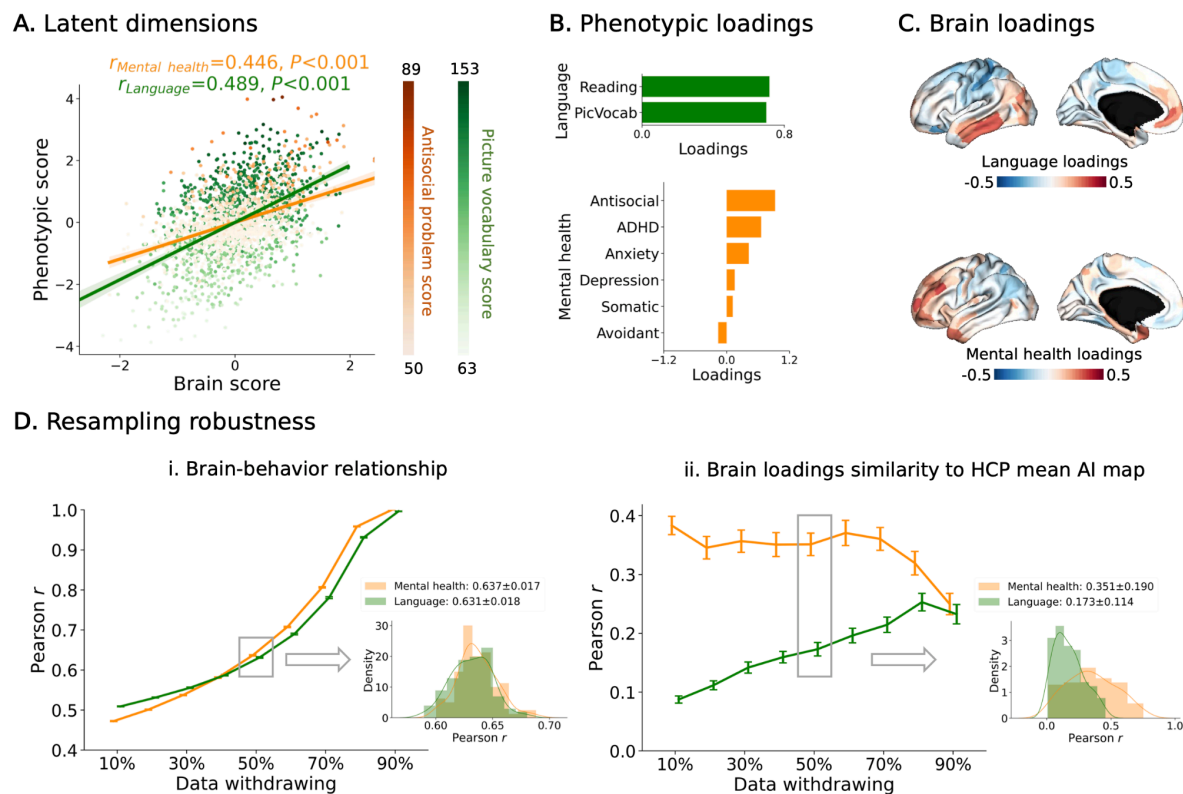 A. Latent dimensions
r Mental health=0.446, P<0.001
r Language=0.489, P<0.001
4
2
0
−2
−4
Phenotypic score
−2
0
2
Brain score
89
50
Antisocial problem score
153
63
Picture vocabulary score
B. Phenotypic loadings
Language
Reading
PicVocab
0.0
0.8
Loadings
Mental health
Antisocial
ADHD
Anxiety
Depression
Somatic
Avoidant
−1.2
0.0
1.2
Loadings
C. Brain loadings
Language loadings
-0.5
0.5
Mental health loadings
-0.5
0.5
D. Resampling robustness
i. Brain-behavior relationship
1.0
0.9
0.8
0.7
0.6
0.5
0.4
Pearson r
10%
30%
50%
70%
90%
Data withdrawing
Mental health: 0.637±0.017
Language: 0.631±0.018
30
20
10
0
Density
0.60
0.65
0.70
Pearson r
ii. Brain loadings similarity to HCP mean AI map
0.4
0.3
0.2
0.1
0.0
Pearson r
10%
30%
50%
70%
90%
Data withdrawing
Mental health: 0.351±0.190
Language: 0.173±0.114
3
2
1
0
Density
0.0
0.5
1.0
Pearson r